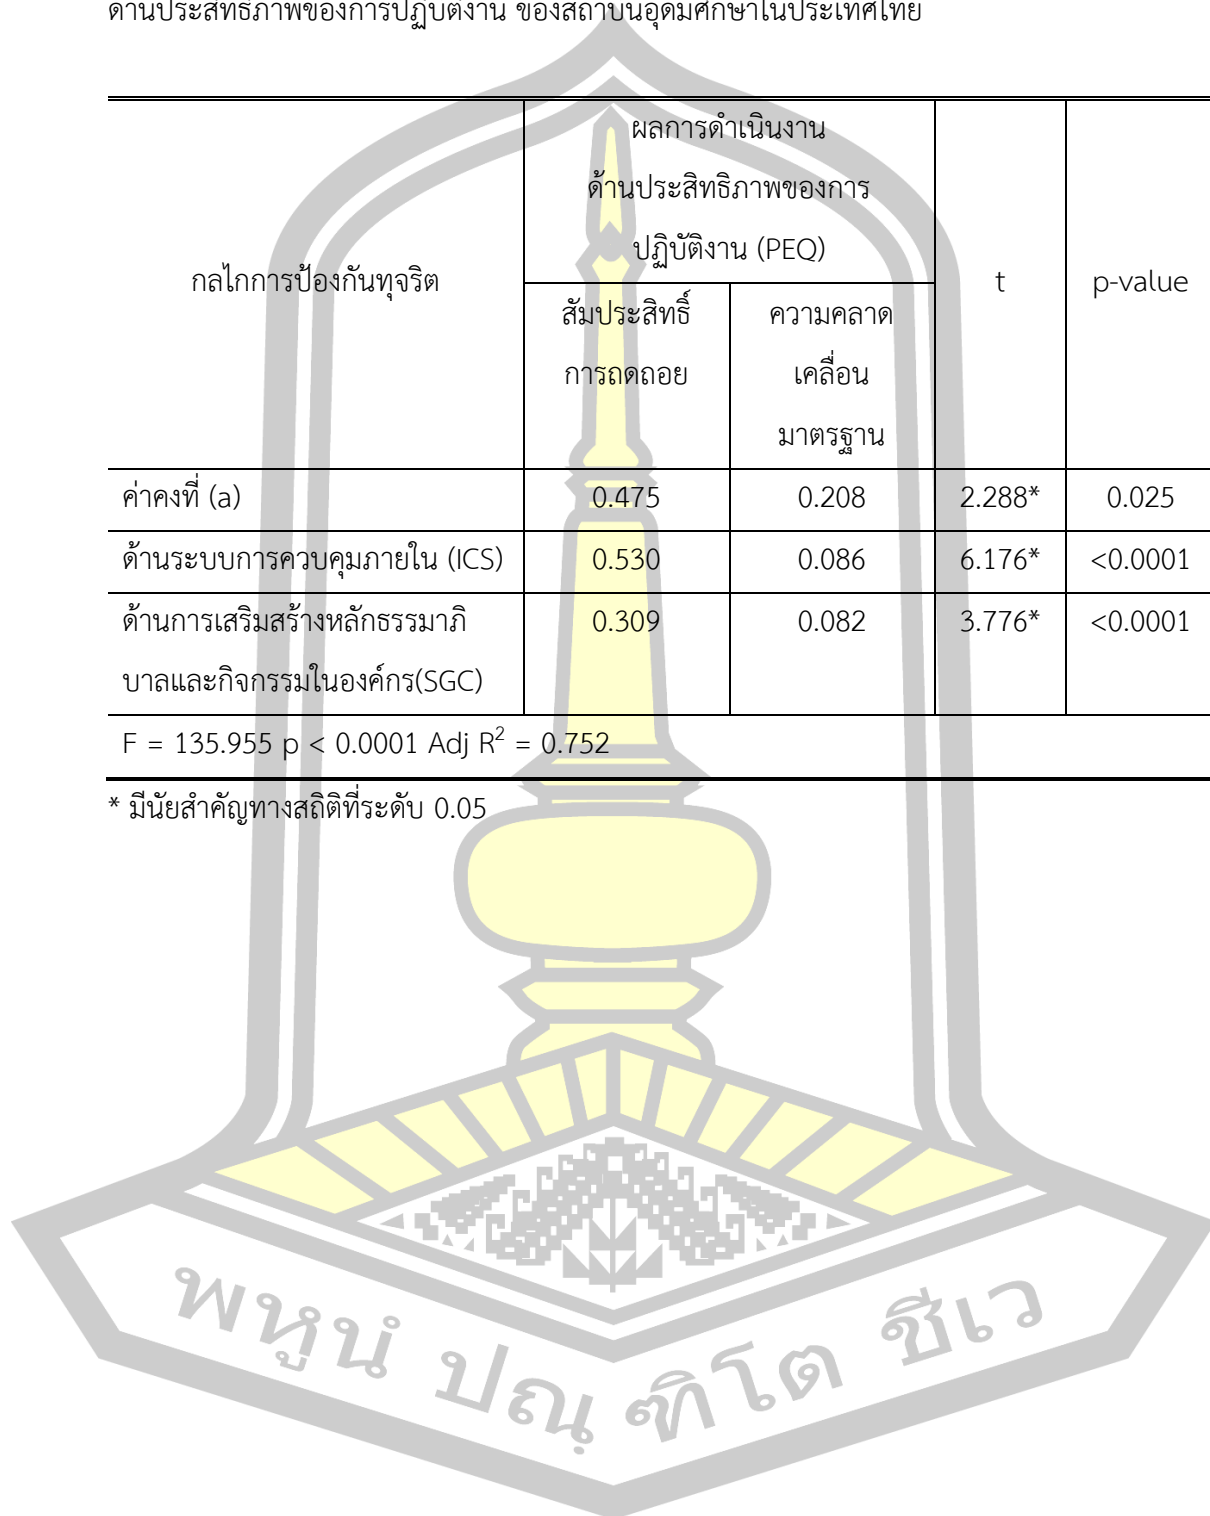 ด้านประสิทธิภาพของการปฏิบัติงาน ของสถาบันอุดมศึกษาในประเทศไทย
กลไกการป้องกันทุจริต
ผลการดำเนินงาน
ด้านประสิทธิภาพของการ
ปฏิบัติงาน (PEQ)
t
p-value
สัมประสิทธิ์
การถดถอย
ความคลาด
เคลื่อน
มาตรฐาน
ค่าคงที่ (a) 0.475 0.208 2.288* 0.025
ด้านระบบการควบคุมภายใน (ICS) 0.530 0.086 6.176* <0.0001
ด้านการเสริมสร้างหลักธรรมาภิ 0.309 0.082 3.776* <0.0001
บาลและกิจกรรมในองค์กร(SGC)
F = 135.955 p < 0.0001 Adj R² = 0.752
* มีนัยสำคัญทางสถิติที่ระดับ 0.05
พหูนํ ปณฺฑิโต ชีเว